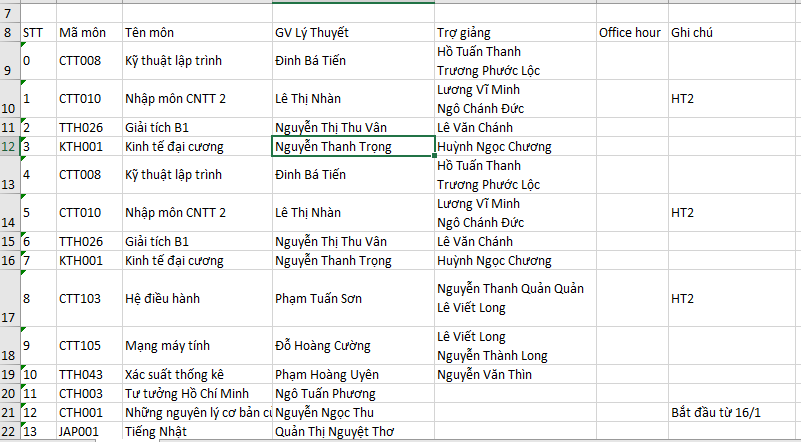 7
8 STT Mã môn Tên môn GV Lý Thuyết Trợ giảng Office hour Ghi chú
Hồ Tuấn Thanh
9 0 CTT008 Kỹ thuật lập trình Đinh Bá Tiến
Trương Phước Lộc
Lương Vĩ Minh
10 1 CTT010 Nhập môn CNTT 2 Lê Thị Nhàn HT2
Ngô Chánh Đức
11 2 TTH026 Giải tích B1 Nguyễn Thị Thu Vân Lê Văn Chánh
12 3 KTH001 Kinh tế đại cương Nguyễn Thanh Trọng Huỳnh Ngọc Chương
Hồ Tuấn Thanh
13 4 CTT008 Kỹ thuật lập trình Đinh Bá Tiến
Trương Phước Lộc
Lương Vĩ Minh
14 5 CTT010 Nhập môn CNTT 2 Lê Thị Nhàn HT2
Ngô Chánh Đức
15 6 TTH026 Giải tích B1 Nguyễn Thị Thu Vân Lê Văn Chánh
16 7 KTH001 Kinh tế đại cương Nguyễn Thanh Trọng Huỳnh Ngọc Chương
Nguyễn Thanh Quản Quản
17 8 CTT103 Hệ điều hành Phạm Tuấn Sơn HT2
Lê Viết Long
Lê Viết Long
18 9 CTT105 Mạng máy tính Đỗ Hoàng Cường
Nguyễn Thành Long
19 10 TTH043 Xác suất thống kê Phạm Hoàng Uyên Nguyễn Văn Thìn
20 11 CTH003 Tư tưởng Hồ Chí Minh Ngô Tuấn Phương
21 12 CTH001 Những nguyên lý cơ bản củ Nguyễn Ngọc Thu Bắt đầu từ 16/1
22 13 JAP001 Tiếng Nhật Quản Thị Nguyệt Thơ